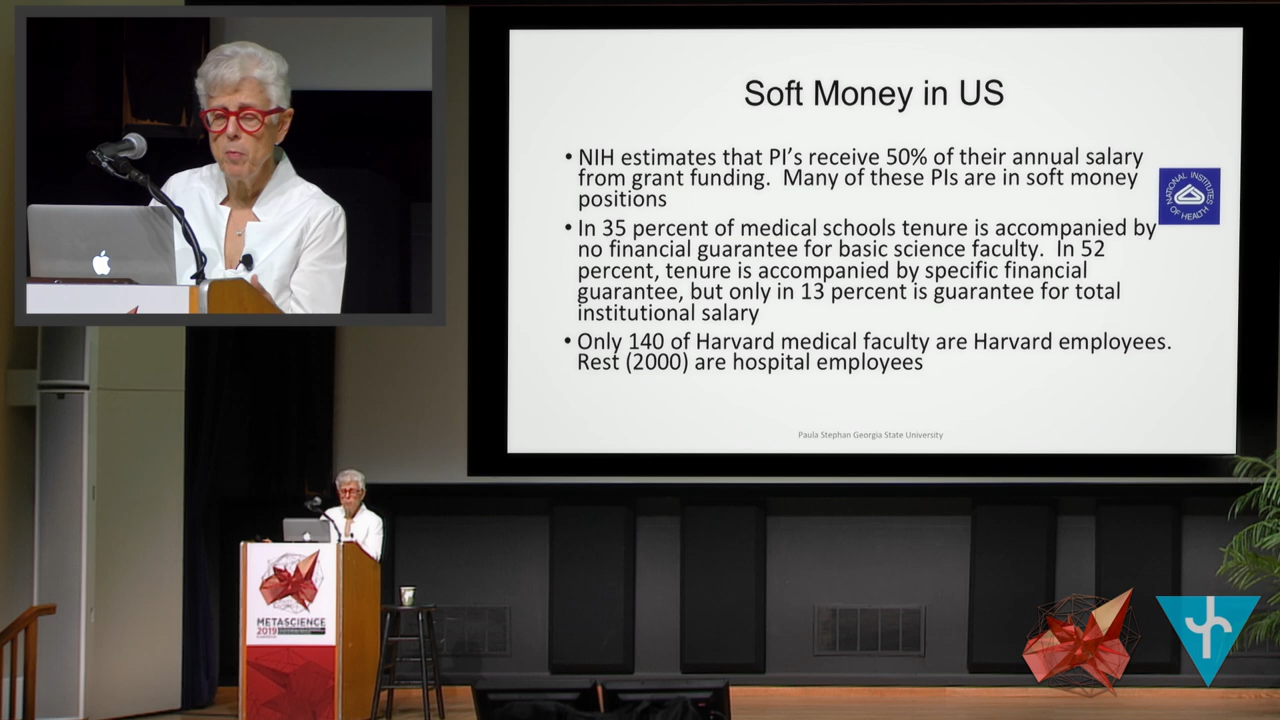 Soft Money in US
• NIH estimates that PI's receive 50% of their annual salary
from grant funding.  Many of these PIs are in soft money
positions
NATIONAL INSTITUTES
OF HEALTH
• In 35 percent of medical schools tenure is accompanied by
no financial guarantee for basic science faculty.  In 52
percent, tenure is accompanied by specific financial
guarantee, but only in 13 percent is guarantee for total
institutional salary
• Only 140 of Harvard medical faculty are Harvard employees.
Rest (2000) are hospital employees
Paula Stephan Georgia State University
METASCIENCE
2019